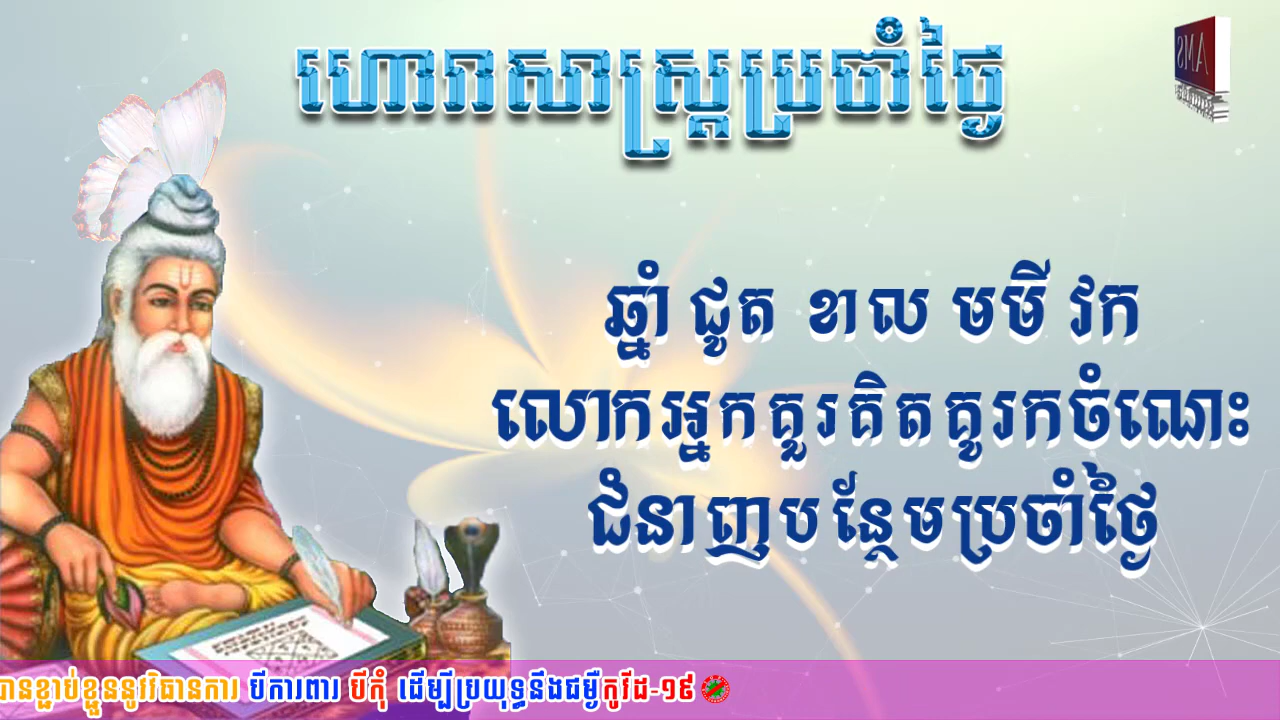 ហោរាសាស្ត្រប្រចាំថ្ងៃ
ឆ្នាំ ជូត ខាល មមី វក
លោកអ្នកគួរគិតគូរកចំណេះ
ជំនាញបន្ថែមប្រចាំថ្ងៃ
បានខ្ជាប់ខ្ជួននូវវិធានការ បីការពារ បីកុំ ដើម្បីប្រយុទ្ធនឹងជម្ងឺកូវីដ-១៩